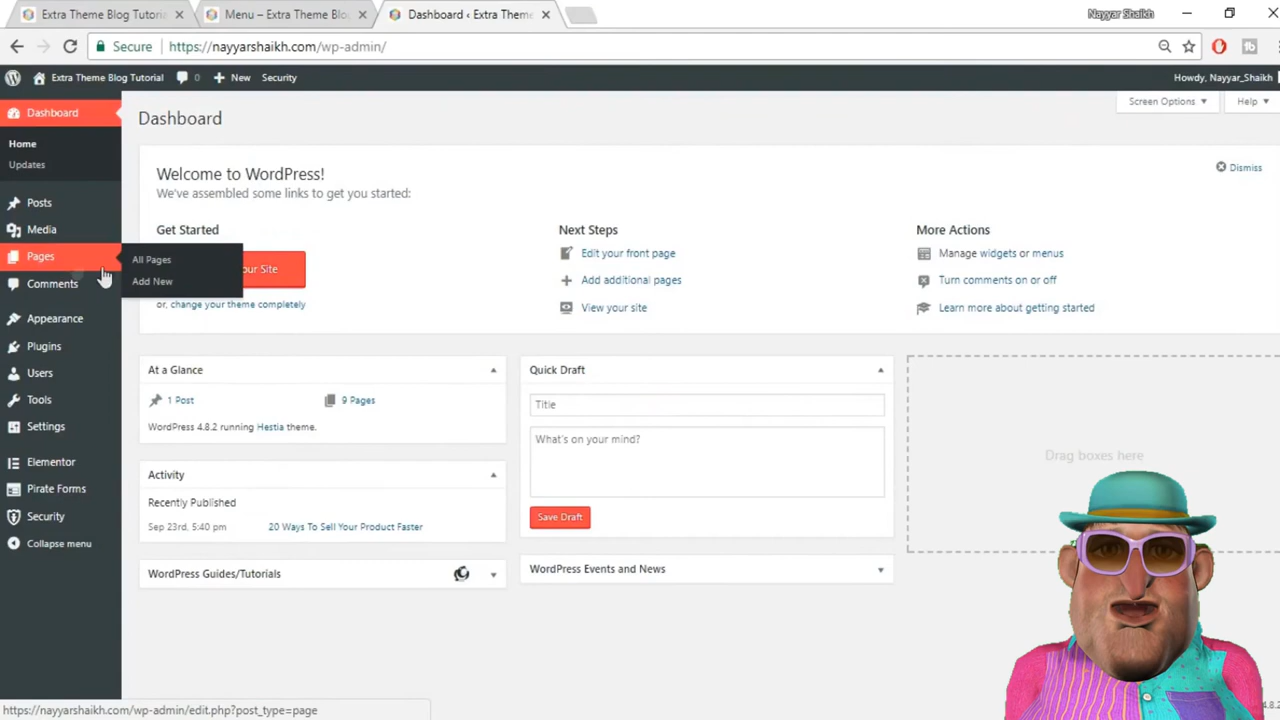 Extra Theme Blog Tutoria
Menu – Extra Theme Blo
Dashboard ‹ Extra Theme
Nayyar Shaikh
Secure
https://nayyarshaikh.com/wp-admin/
Extra Theme Blog Tutorial
0
New
Security
Howdy, Nayyar_Shaikh
Dashboard
Home
Updates
Posts
Media
Pages
Comments
Appearance
Plugins
Users
Tools
Settings
Elementor
Pirate Forms
Security
Collapse menu
All Pages
Add New
Dashboard
Screen Options
Help
Welcome to WordPress!
We've assembled some links to get you started:
Dismiss
Get Started
our Site
or, change your theme completely
Next Steps
Edit your front page
Add additional pages
View your site
More Actions
Manage widgets or menus
Turn comments on or off
Learn more about getting started
At a Glance
1 Post
9 Pages
WordPress 4.8.2 running Hestia theme.
Activity
Recently Published
Sep 23rd, 5:40 pm
20 Ways To Sell Your Product Faster
WordPress Guides/Tutorials
Quick Draft
Title
What's on your mind?
Save Draft
WordPress Events and News
Drag boxes here
https://nayyarshaikh.com/wp-admin/edit.php?post_type=page